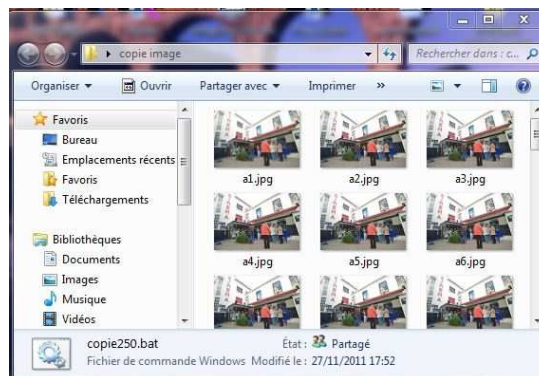 copie image
Rechercher dans : c...
Organiser
Ouvrir
Partager avec
Imprimer
»
Favoris
Bureau
Emplacements récents
Favoris
Téléchargements
Bibliothèques
Documents
Images
Musique
Vidéos
a1.jpg
a2.jpg
a3.jpg
a4.jpg
a5.jpg
a6.jpg
copie250.bat
État : Partagé
Fichier de commande Windows Modifié le : 27/11/2011 17:52